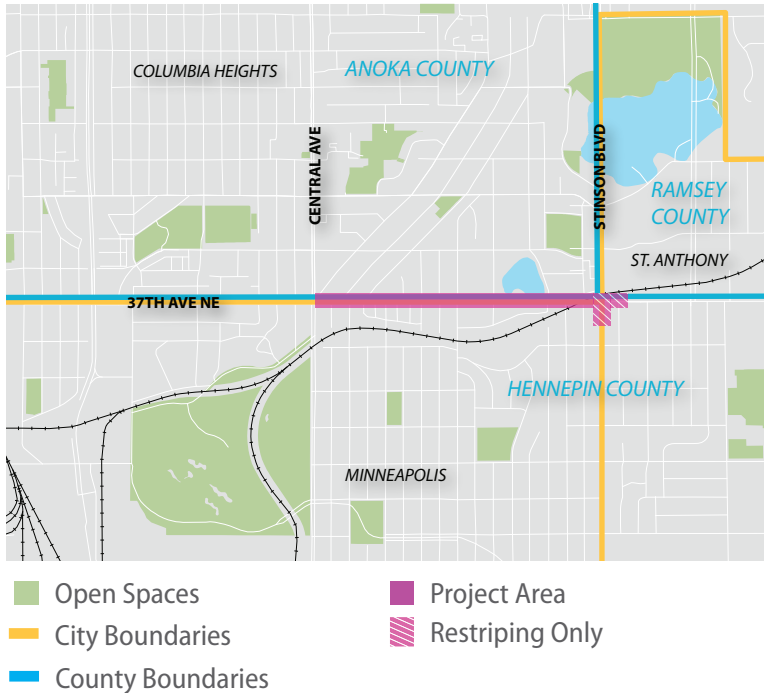 COLUMBIA HEIGHTS
ANOKA COUNTY
CENTRAL AVE
STINSON BLVD
RAMSEY
COUNTY
ST. ANTHONY
37TH AVE NE
HENNEPIN COUNTY
MINNEAPOLIS
Open Spaces
City Boundaries
County Boundaries
Project Area
Restriping Only